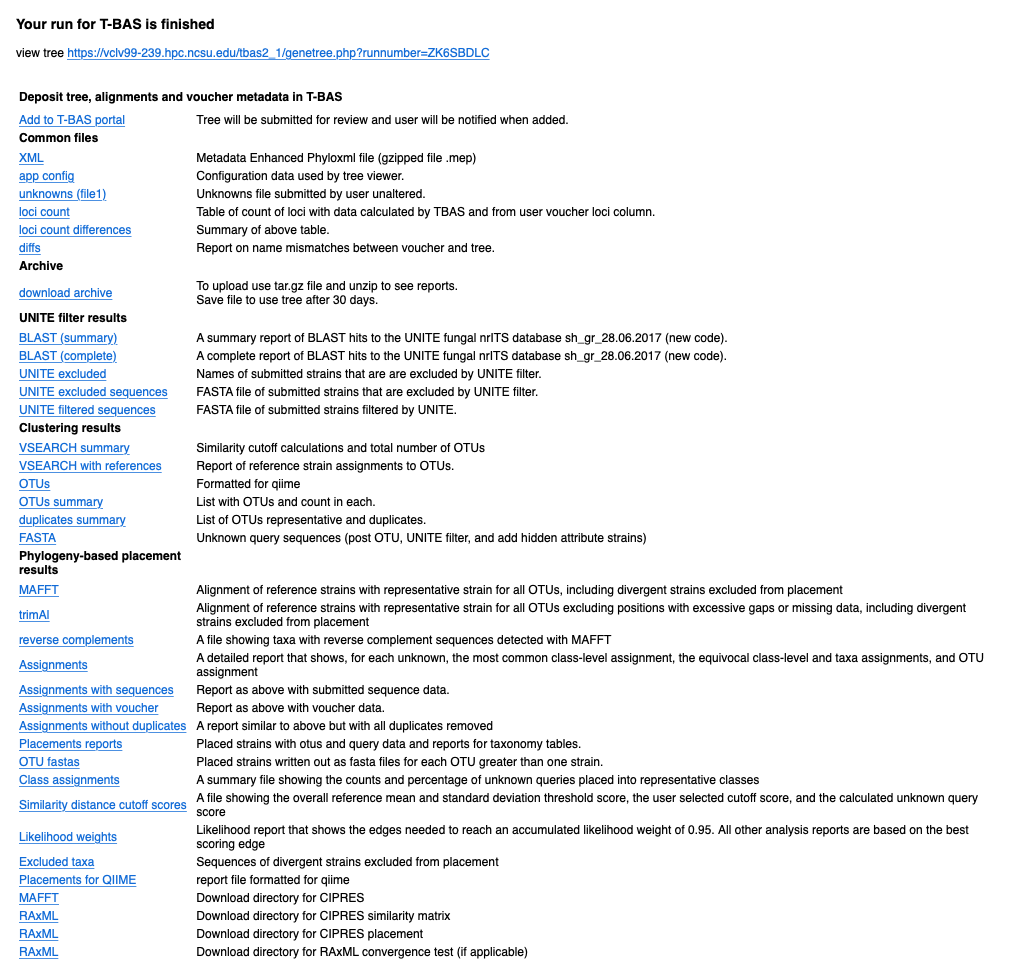 Your run for T-BAS is finished
view tree https://vclv99-239.hpc.ncsu.edu/tbas2_1/genetree.php?runnumber=ZK6SBDLC
Deposit tree, alignments and voucher metadata in T-BAS
Add to T-BAS portal Tree will be submitted for review and user will be notified when added.
Common files
XML Metadata Enhanced Phyloxml file (gzipped file .mep)
app config Configuration data used by tree viewer.
unknowns (file1) Unknowns file submitted by user unaltered.
loci count Table of count of loci with data calculated by TBAS and from user voucher loci column.
loci count differences Summary of above table.
diffs Report on name mismatches between voucher and tree.
Archive
download archive To upload use tar.gz file and unzip to see reports.
Save file to use tree after 30 days.
UNITE filter results
BLAST (summary) A summary report of BLAST hits to the UNITE fungal nrITS database sh_gr_28.06.2017 (new code).
BLAST (complete) A complete report of BLAST hits to the UNITE fungal nrITS database sh_gr_28.06.2017 (new code).
UNITE excluded Names of submitted strains that are are excluded by UNITE filter.
UNITE excluded sequences FASTA file of submitted strains that are excluded by UNITE filter.
UNITE filtered sequences FASTA file of submitted strains filtered by UNITE.
Clustering results
VSEARCH summary Similarity cutoff calculations and total number of OTUs
VSEARCH with references Report of reference strain assignments to OTUs.
OTUs Formatted for qiime
OTUs summary List with OTUs and count in each.
duplicates summary List of OTUs representative and duplicates.
FASTA Unknown query sequences (post OTU, UNITE filter, and add hidden attribute strains)
Phylogeny-based placement
results
MAFFT Alignment of reference strains with representative strain for all OTUs, including divergent strains excluded from placement
trimAl Alignment of reference strains with representative strain for all OTUs excluding positions with excessive gaps or missing data, including divergent
strains excluded from placement
reverse complements A file showing taxa with reverse complement sequences detected with MAFFT
Assignments A detailed report that shows, for each unknown, the most common class-level assignment, the equivocal class-level and taxa assignments, and OTU
assignment
Assignments with sequences Report as above with submitted sequence data.
Assignments with voucher Report as above with voucher data.
Assignments without duplicates A report similar to above but with all duplicates removed
Placements reports Placed strains with otus and query data and reports for taxonomy tables.
OTU fastas Placed strains written out as fasta files for each OTU greater than one strain.
Class assignments A summary file showing the counts and percentage of unknown queries placed into representative classes
Similarity distance cutoff scores A file showing the overall reference mean and standard deviation threshold score, the user selected cutoff score, and the calculated unknown query
score
Likelihood weights Likelihood report that shows the edges needed to reach an accumulated likelihood weight of 0.95. All other analysis reports are based on the best
scoring edge
Excluded taxa Sequences of divergent strains excluded from placement
Placements for QIIME report file formatted for qiime
MAFFT Download directory for CIPRES
RAxML Download directory for CIPRES similarity matrix
RAxML Download directory for CIPRES placement
RAxML Download directory for RAxML convergence test (if applicable)